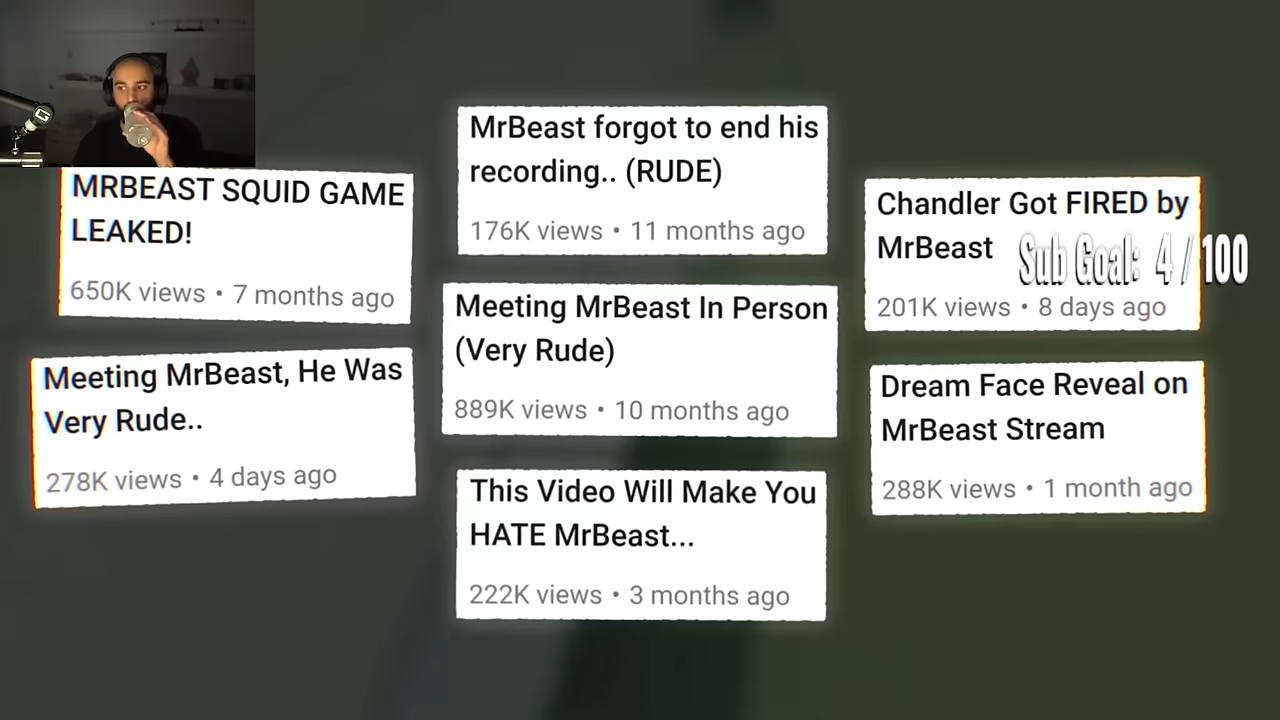 MRBEAST SQUID GAME
LEAKED!
650K views • 7 months ago
Meeting MrBeast, He Was
Very Rude..
278K views • 4 days ago
MrBeast forgot to end his
recording.. (RUDE)
176K views • 11 months ago
Meeting MrBeast In Person
(Very Rude)
889K views • 10 months ago
This Video Will Make You
HATE MrBeast...
222K views • 3 months ago
Chandler Got FIRED by
MrBeast
201K views • 8 days ago
Sub Goal: 4 / 100
Dream Face Reveal on
MrBeast Stream
288K views • 1 month ago